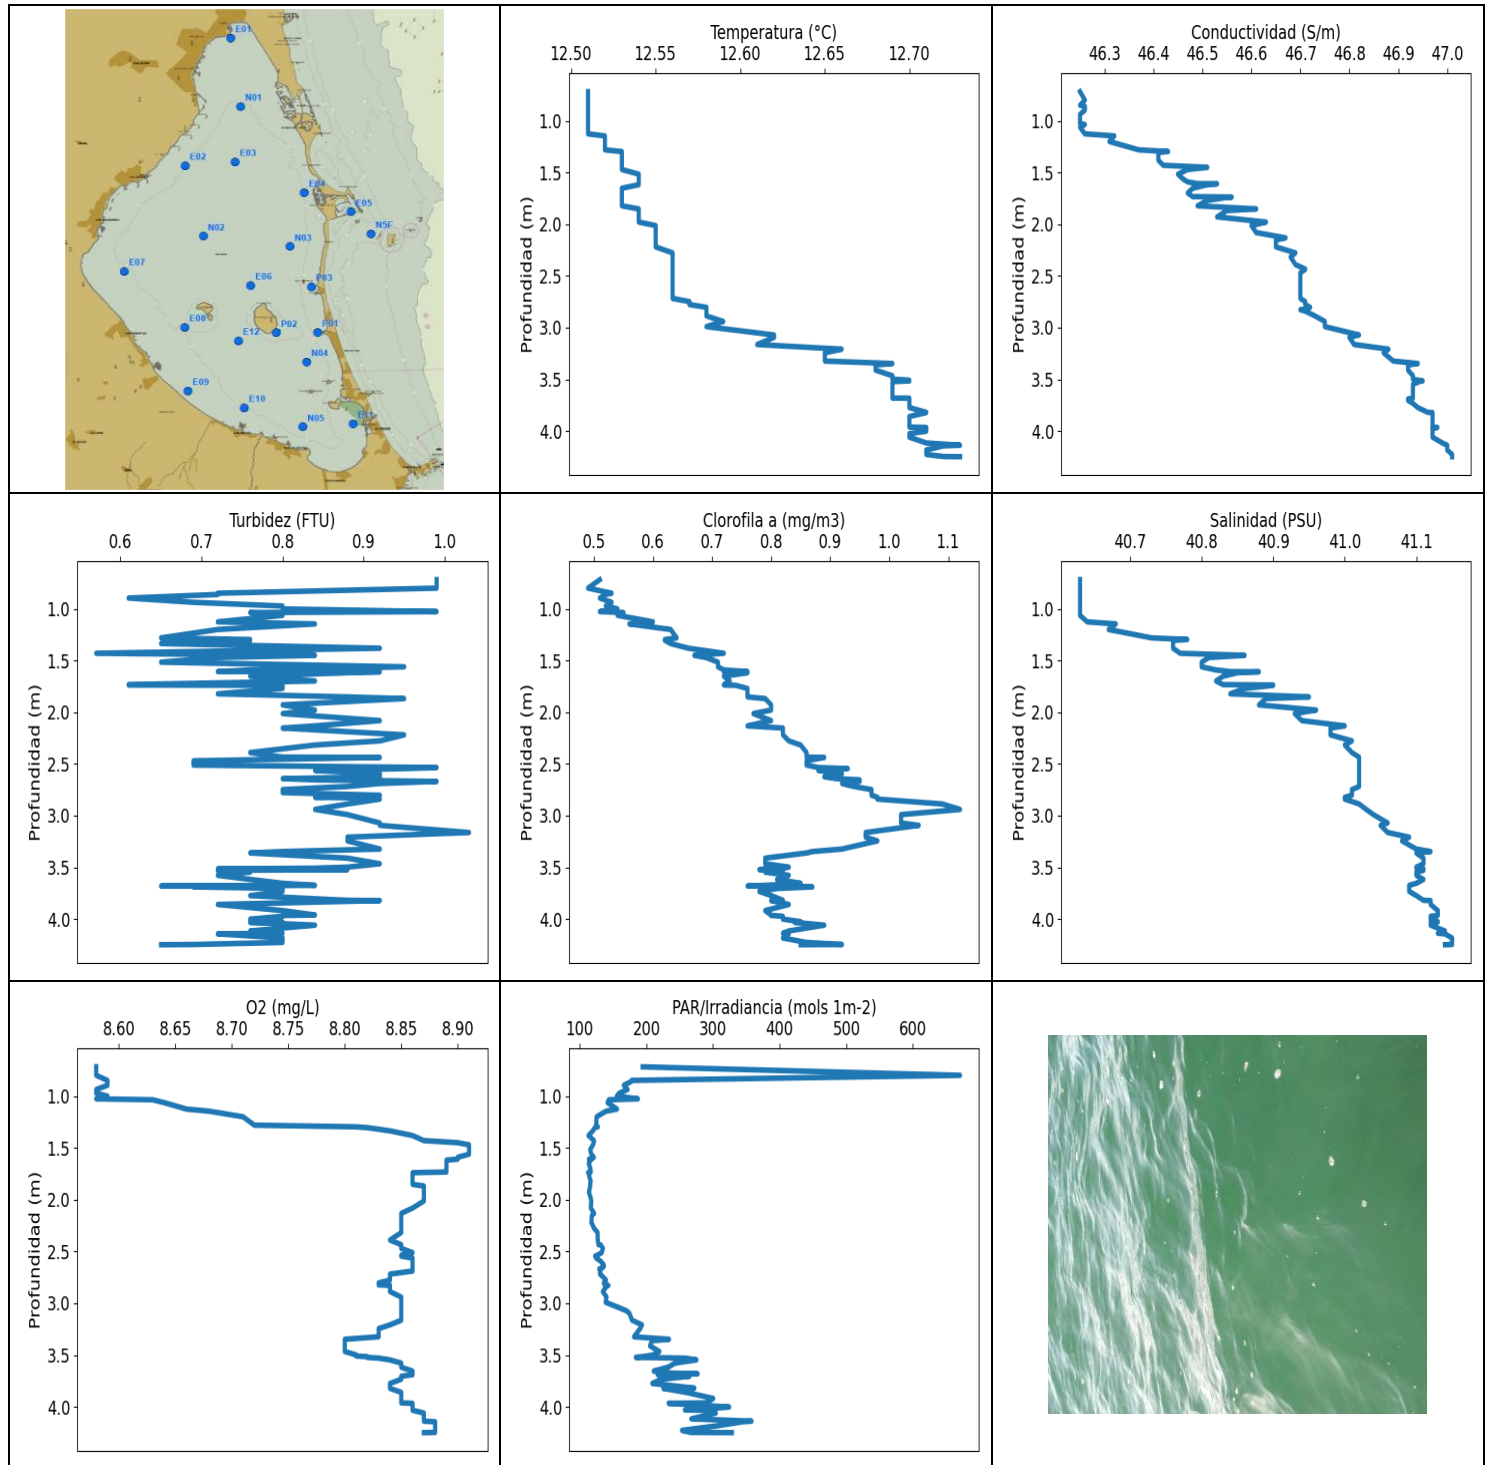 E01
N01
E02
E03
E04
E05
N5E
N02
N03
E07
E06
P03
E08
P02
P01
E12
N04
E09
E10
N05
E11
Temperatura (°C)
12.50 12.55 12.60 12.65 12.70
Profundidad (m)
1.0
1.5
2.0
2.5
3.0
3.5
4.0
Conductividad (S/m)
46.3 46.4 46.5 46.6 46.7 46.8 46.9 47.0
Profundidad (m)
1.0
1.5
2.0
2.5
3.0
3.5
4.0
Turbidez (FTU)
0.6 0.7 0.8 0.9 1.0
Profundidad (m)
1.0
1.5
2.0
2.5
3.0
3.5
4.0
Clorofila a (mg/m3)
0.5 0.6 0.7 0.8 0.9 1.0 1.1
Profundidad (m)
1.0
1.5
2.0
2.5
3.0
3.5
4.0
Salinidad (PSU)
40.7 40.8 40.9 41.0 41.1
Profundidad (m)
1.0
1.5
2.0
2.5
3.0
3.5
4.0
O2 (mg/L)
8.60 8.65 8.70 8.75 8.80 8.85 8.90
Profundidad (m)
1.0
1.5
2.0
2.5
3.0
3.5
4.0
PAR/Irradiancia (mols 1m-2)
100 200 300 400 500 600
Profundidad (m)
1.0
1.5
2.0
2.5
3.0
3.5
4.0